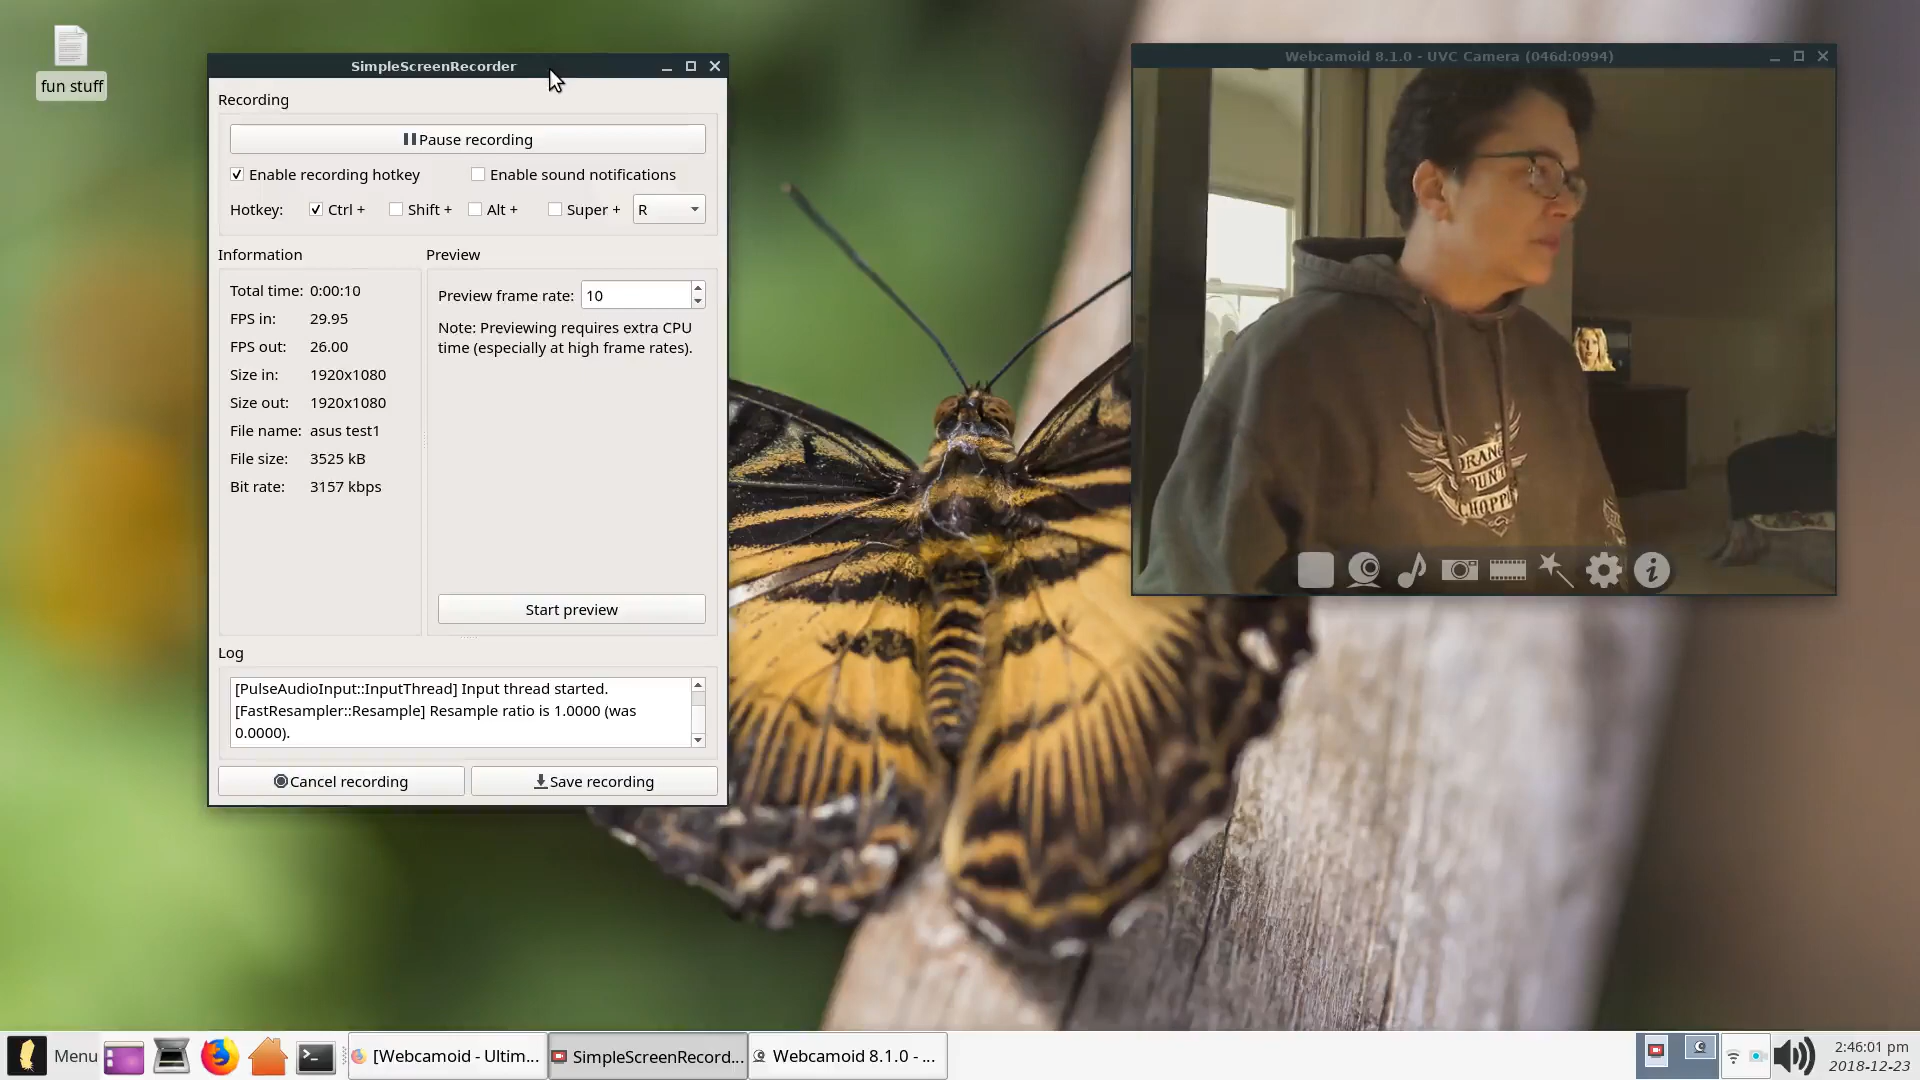 fun stuff
SimpleScreenRecorder
Recording
Pause recording
Enable recording hotkey
Enable sound notifications
Hotkey: Ctrl + Shift + Alt + Super + R
Information
Total time: 0:00:10
FPS in: 29.95
FPS out: 26.00
Size in: 1920x1080
Size out: 1920x1080
File name: asus test1
File size: 3525 kB
Bit rate: 3157 kbps
Preview
Preview frame rate: 10
Note: Previewing requires extra CPU
time (especially at high frame rates).
Start preview
Log
[PulseAudioInput::InputThread] Input thread started.
[FastResampler::Resample] Resample ratio is 1.0000 (was
0.0000).
Cancel recording
Save recording
Webcamoid 8.1.0 - UVC Camera (046d:0994)
Menu
[Webcamoid - Ultim...
SimpleScreenRecord...
Webcamoid 8.1.0 - ...
2:46:01 pm
2018-12-23